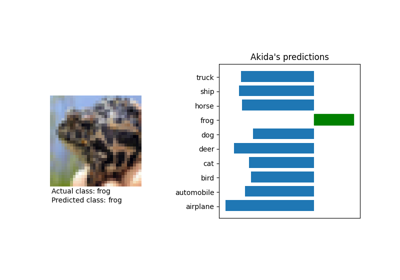 Akida's predictions
truck
ship
horse
frog
dog
deer
cat
bird
automobile
airplane
Actual class: frog
Predicted class: frog